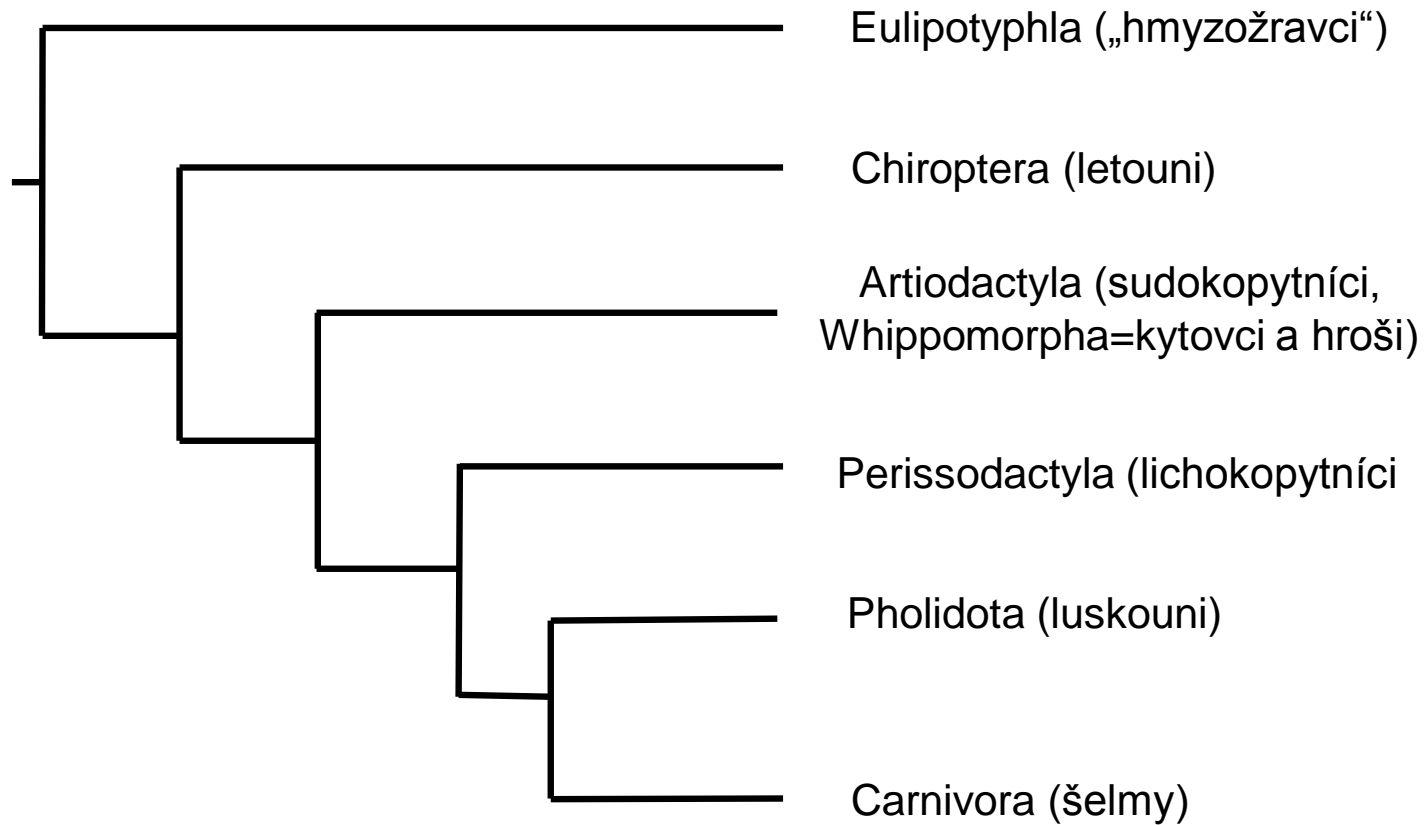 Eulipotyphla („hmyzožravci“)
Chiroptera (letouni)
Artiodactyla (sudokopytníci,
Whippomorpha=kytovci a hroši)
Perissodactyla (lichokopytníci
Pholidota (luskouni)
Carnivora (šelmy)